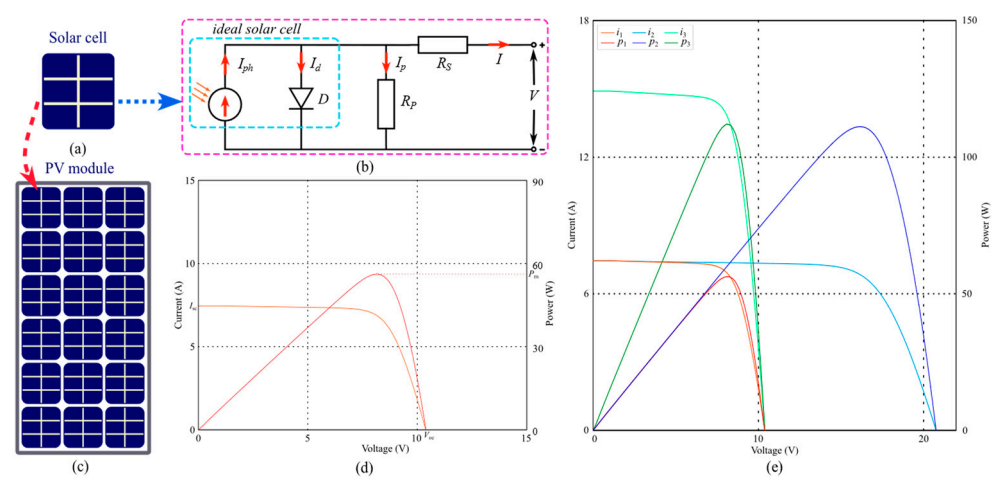 Solar cell
(a)
PV module
(c)
(b)
ideal solar cell
I_ph
I_d
D
I_p
R_P
R_S
I
V
+
−
15
10
5
0
Current (A)
I_sc
90
60
30
0
Power (W)
P_m
V_oc
0
5
10
15
Voltage (V)
(d)
i_1 i_2 i_3
p_1 p_2 p_3
18
12
6
0
Current (A)
150
100
50
0
Power (W)
0
10
20
Voltage (V)
(e)